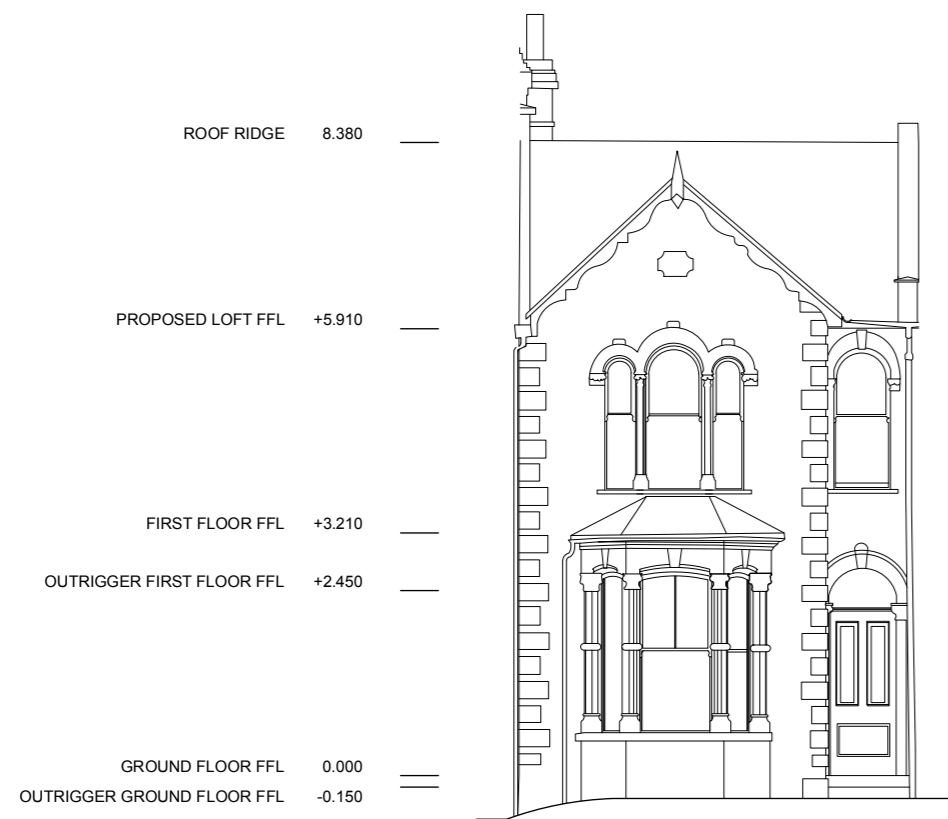 ROOF RIDGE 8.380
PROPOSED LOFT FFL +5.910
FIRST FLOOR FFL +3.210
OUTRIGGER FIRST FLOOR FFL +2.450
GROUND FLOOR FFL 0.000
OUTRIGGER GROUND FLOOR FFL -0.150